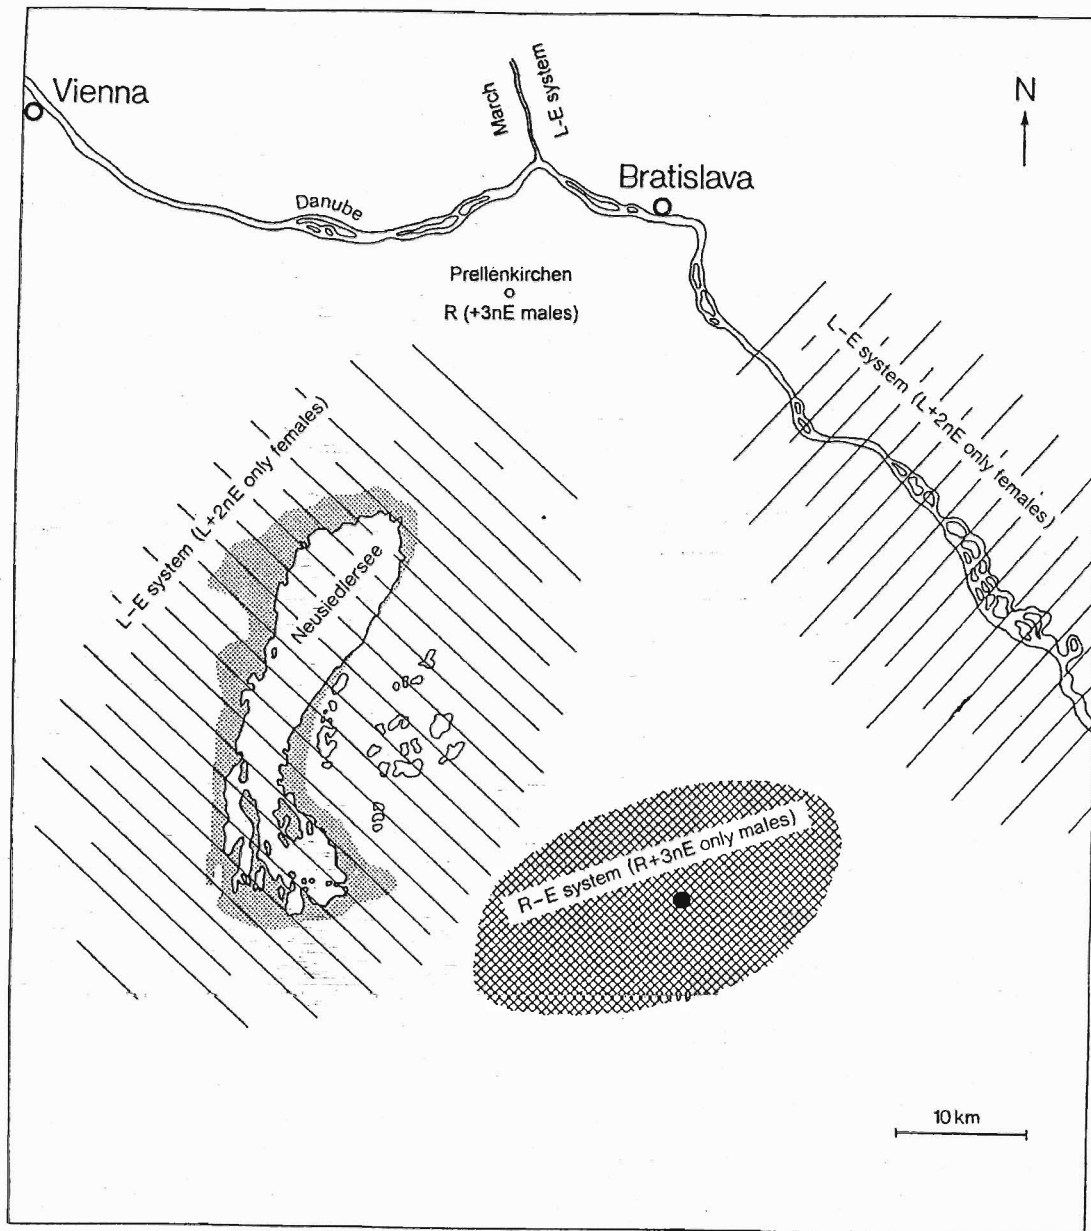 Vienna
March
L-E system
N
Bratislava
Danube
Prellenkirchen
R (+3nE males)
L-E system (L+2nE only females)
L-E system (L+2nE only females)
Neusiedlersee
R-E system (R+3nE only males)
10 km